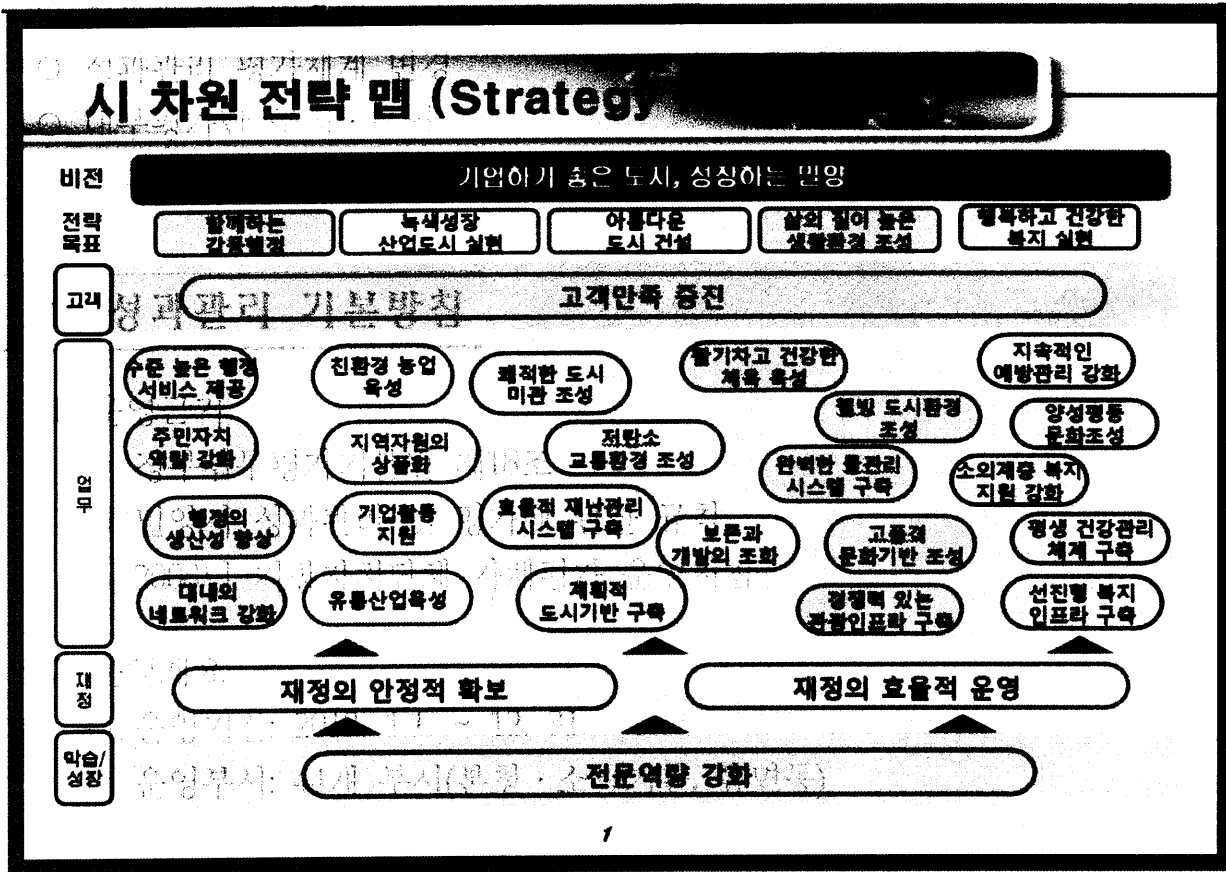 시 차원 전략 맵 (Strategy
비전
기업하기 좋은 도시, 성장하는 밀양
전략
목표
함께하는
감동행정
녹색성장
산업도시 실현
아름다운
도시 건설
삶의 질이 높은
생활환경 조성
행복하고 건강한
복지 실현
고객
고객만족 증진
성과관리 기본방침
업무
수준 높은 행정
서비스 제공
친환경 농업
육성
쾌적한 도시
미관 조성
활기차고 건강한
체육 육성
지속적인
예방관리 강화
주민자치
역량 강화
지역자원의
상품화
저탄소
교통환경 조성
웰빙 도시환경
조성
양성평등
문화조성
완벽한 물관리
시스템 구축
소외계층 복지
지원 강화
행정의
생산성 향상
기업활동
지원
효율적 재난관리
시스템 구축
보존과
개발의 조화
고품격
문화기반 조성
평생 건강관리
체계 구축
대내외
네트워크 강화
유통산업육성
계획적
도시기반 구축
경쟁력 있는
관광인프라 구축
선진형 복지
인프라 구축
재정
재정의 안정적 확보
재정의 효율적 운영
학습/
성장
전문역량 강화
1